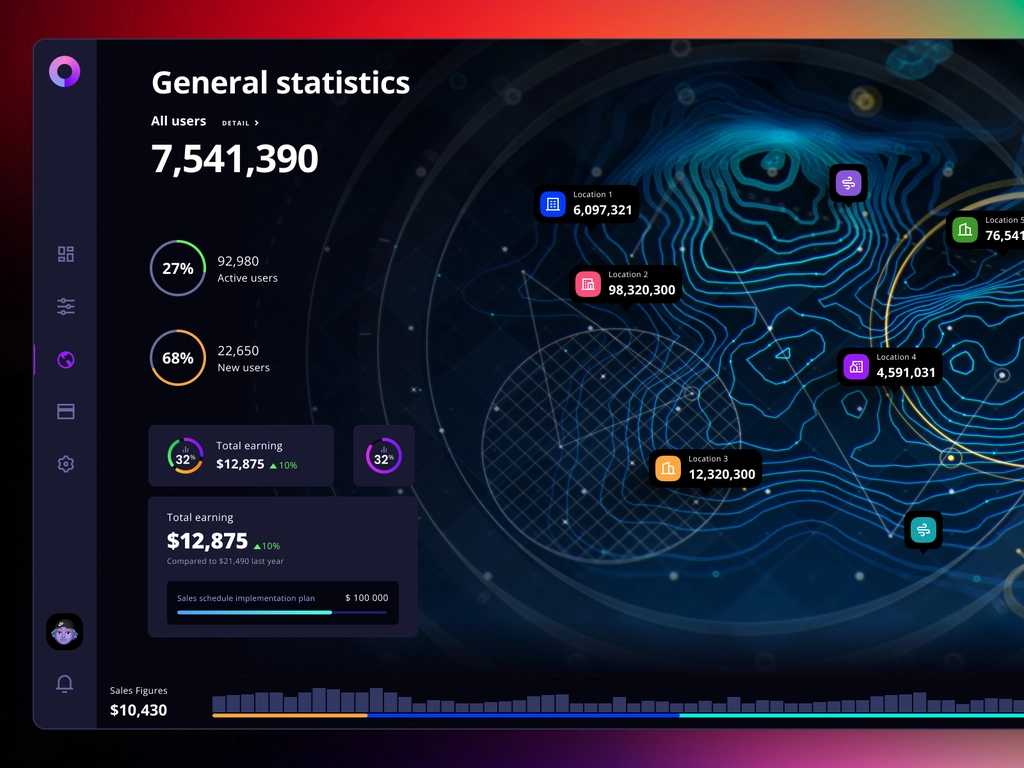 General statistics
All users DETAIL >
7,541,390
27% 92,980
Active users
68% 22,650
New users
32% Total earning
$12,875 ▲10%
32%
Total earning
$12,875 ▲10%
Compared to $21,490 last year
Sales schedule implementation plan $ 100 000
Sales Figures
$10,430
Location 1
6,097,321
Location 2
98,320,300
Location 3
12,320,300
Location 4
4,591,031
Location 5
76,541